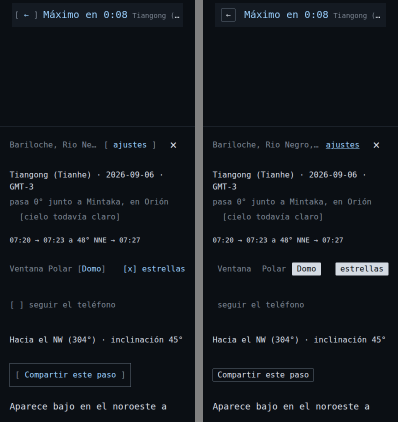 [ ← ] Máximo en 0:08 Tiangong (…
Bariloche, Río Ne… [ ajustes ] ×
Tiangong (Tianhe) · 2026-09-06 ·
GMT-3
pasa 0° junto a Mintaka, en Orión
[cielo todavía claro]
07:20 → 07:23 a 48° NNE → 07:27
Ventana Polar [Domo] [x] estrellas
[ ] seguir el teléfono
Hacia el NW (304°) · inclinación 45°
[ Compartir este paso ]
Aparece bajo en el noroeste a
← Máximo en 0:08 Tiangong (…
Bariloche, Río Negro,… ajustes ×
Tiangong (Tianhe) · 2026-09-06 ·
GMT-3
pasa 0° junto a Mintaka, en Orión
[cielo todavía claro]
07:20 → 07:23 a 48° NNE → 07:27
Ventana Polar Domo estrellas
seguir el teléfono
Hacia el NW (304°) · inclinación 45°
Compartir este paso
Aparece bajo en el noroeste a